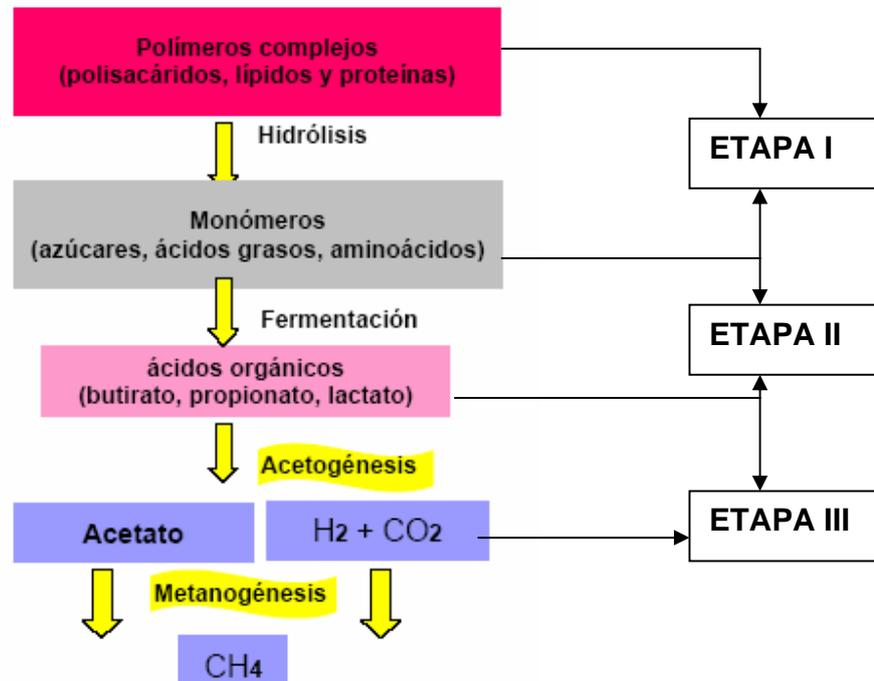 Polímeros complejos
(polisacáridos, lípidos y proteínas)
Hidrólisis
ETAPA I
Monómeros
(azúcares, ácidos grasos, aminoácidos)
Fermentación
ETAPA II
ácidos orgánicos
(butirato, propionato, lactato)
Acetogénesis
Acetato
H2 + CO2
ETAPA III
Metanogénesis
CH4